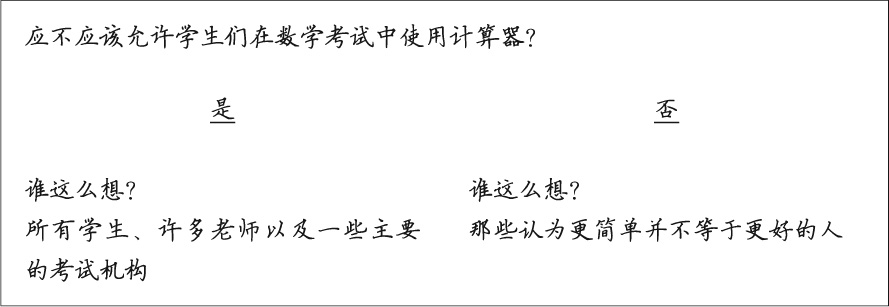 应不应该允许学生们在数学考试中使用计算器？
是
否
谁这么想？
所有学生、许多老师以及一些主要
的考试机构
谁这么想？
那些认为更简单并不等于更好的人